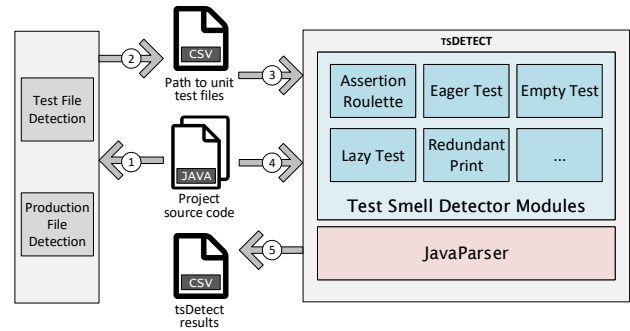 Test File
Detection
Production
File
Detection
2
CSV
Path to unit
test files
3
1
JAVA
Project
source code
4
CSV
tsDetect
results
5
TSDETECT
Assertion
Roulette
Eager Test
Empty Test
Lazy Test
Redundant
Print
...
Test Smell Detector Modules
JavaParser